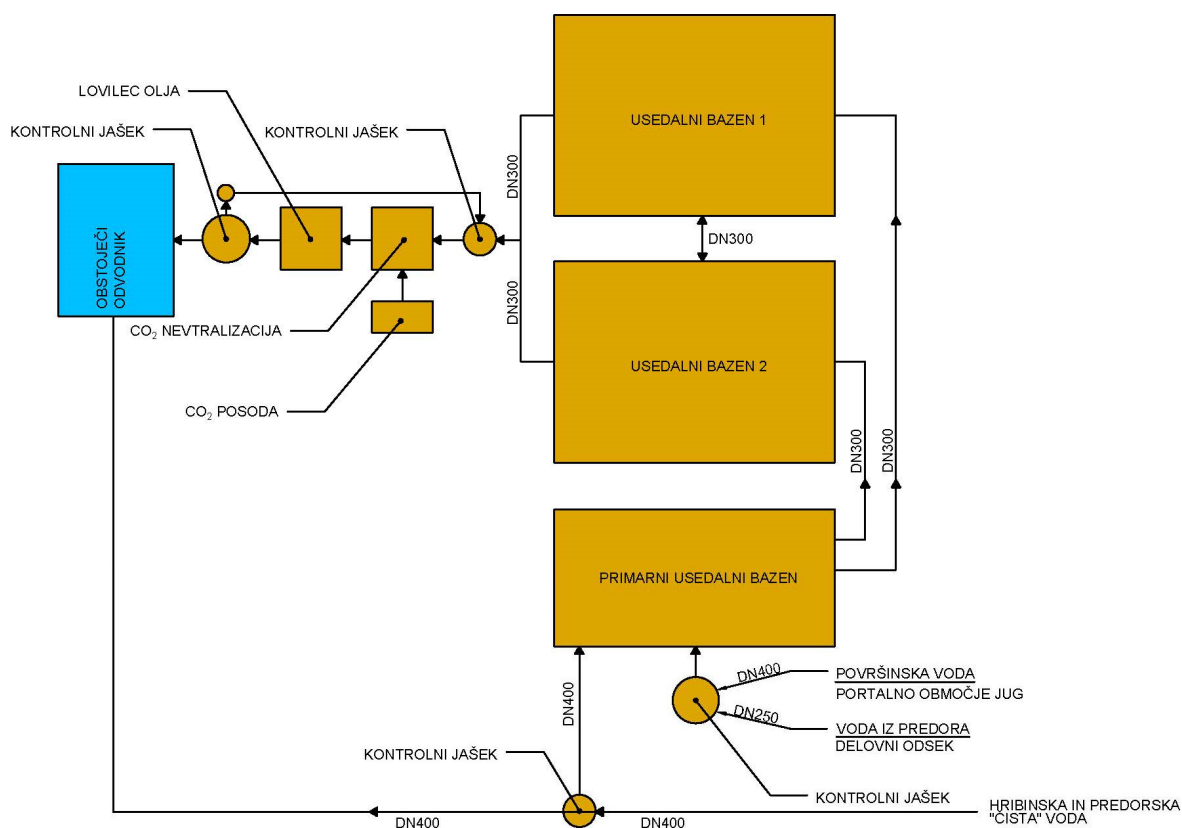 LOVILEC OLJA
KONTROLNI JAŠEK
KONTROLNI JAŠEK
USEDALNI BAZEN 1
DN300
DN300
OBSTOJEČI
ODVODNIK
DN300
CO₂ NEVTRALIZACIJA
USEDALNI BAZEN 2
CO₂ POSODA
DN300
DN300
PRIMARNI USEDALNI BAZEN
DN400
DN400
POVRŠINSKA VODA
PORTALNO OBMOČJE JUG
DN250
VODA IZ PREDORA
DELOVNI ODSEK
KONTROLNI JAŠEK
KONTROLNI JAŠEK
HRIBINSKA IN PREDORSKA
"ČISTA" VODA
DN400
DN400